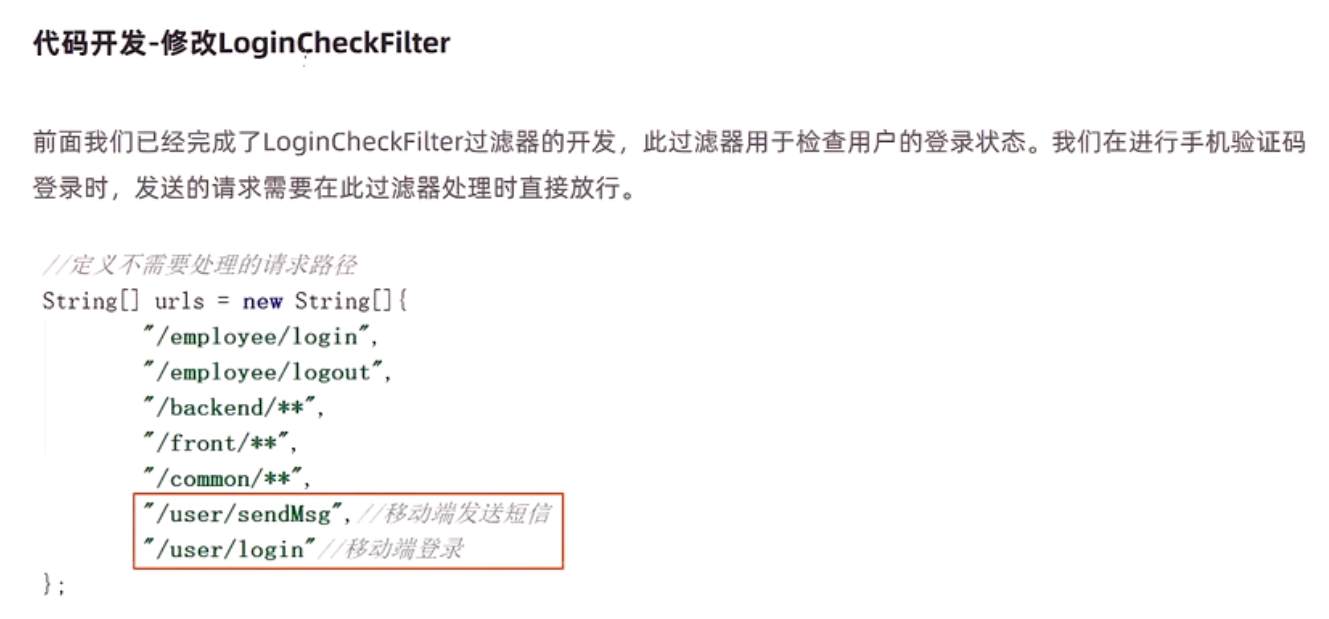 代码开发-修改LoginCheckFilter
前面我们已经完成了LoginCheckFilter过滤器的开发，此过滤器用于检查用户的登录状态。我们在进行手机验证码
登录时，发送的请求需要在此过滤器处理时直接放行。
//定义不需要处理的请求路径
String[] urls = new String[]{
"/employee/login",
"/employee/logout",
"/backend/**",
"/front/**",
"/common/**",
"/user/sendMsg",//移动端发送短信
"/user/login"//移动端登录
};